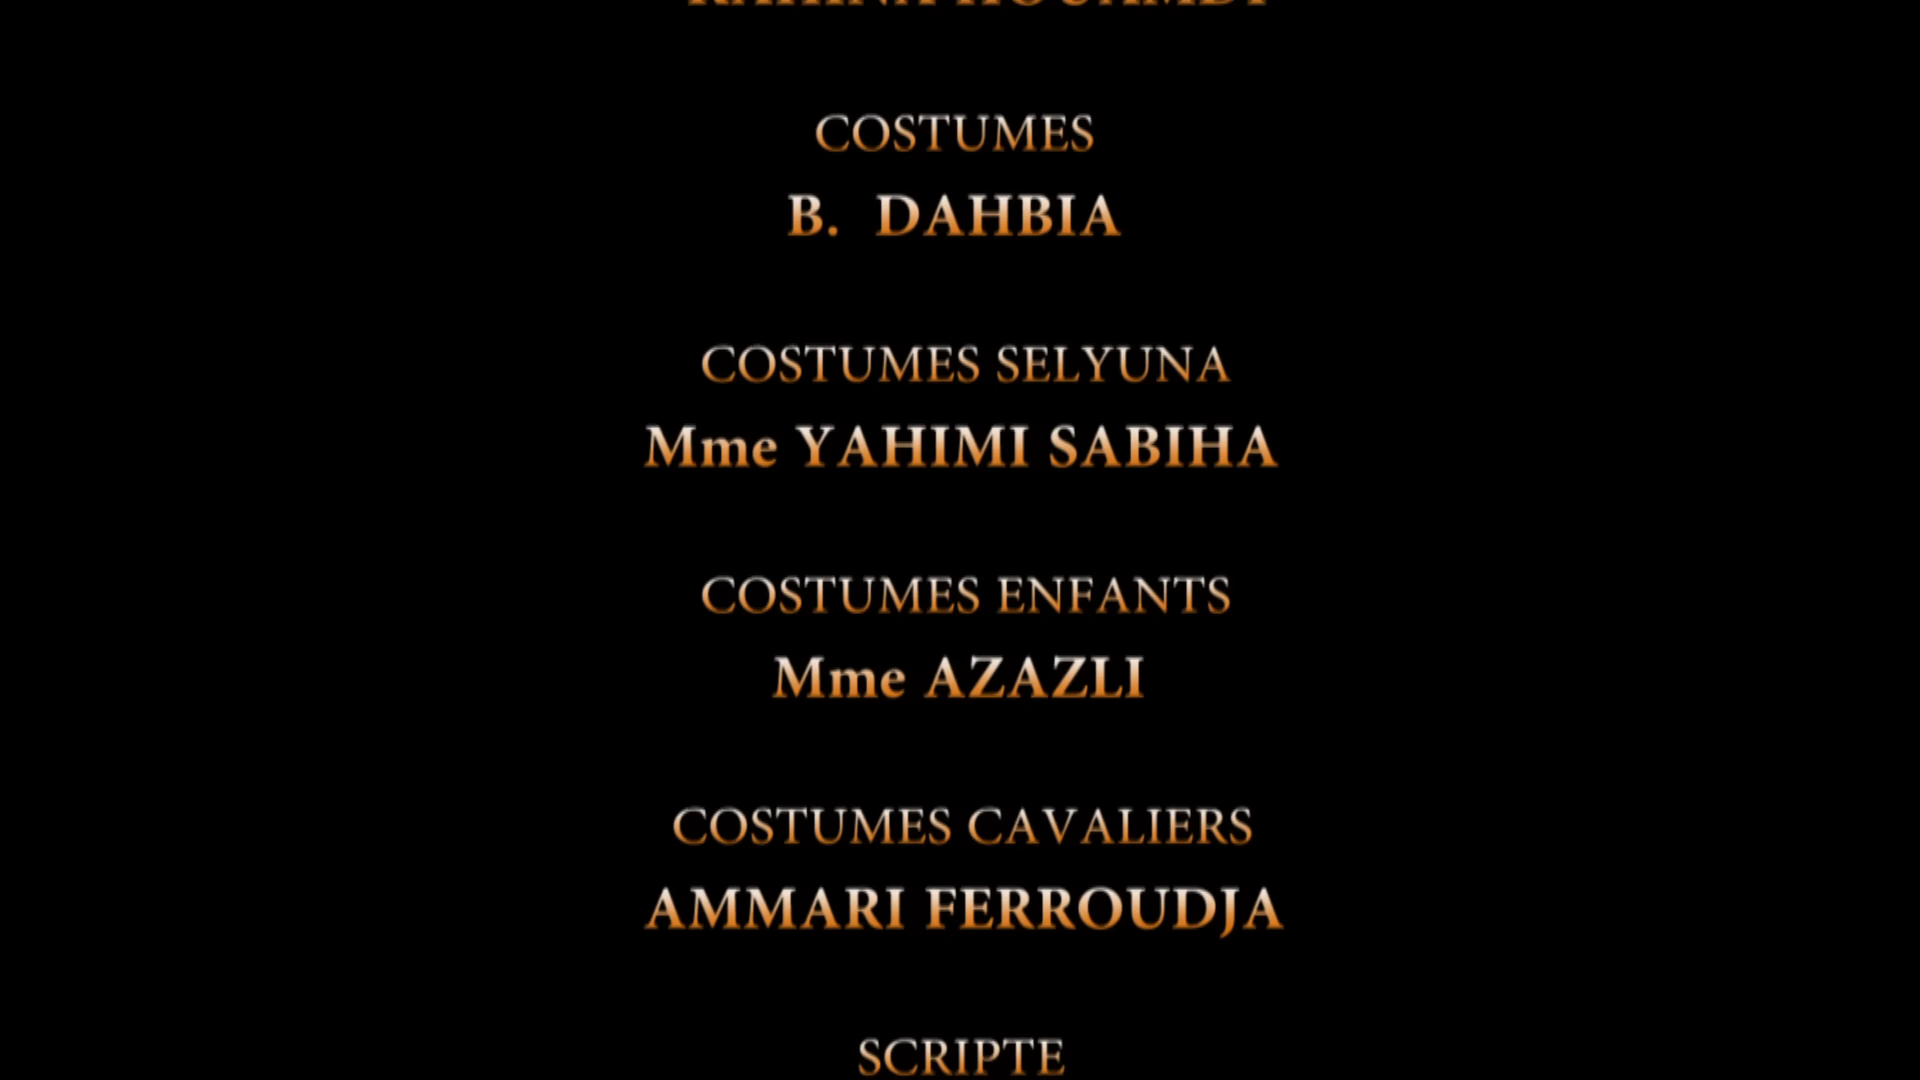 COSTUMES
B. DAHBIA
COSTUMES SELYUNA
Mme YAHIMI SABIHA
COSTUMES ENFANTS
Mme AZAZLI
COSTUMES CAVALIERS
AMMARI FERROUDJA
SCRIPTE